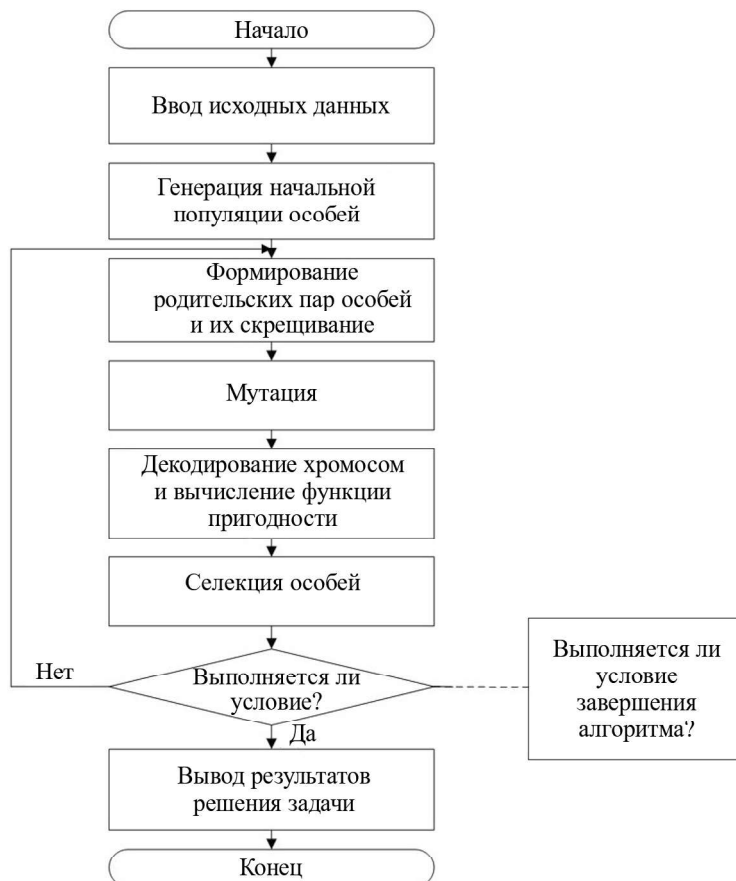 Начало
Ввод исходных данных
Генерация начальной
популяции особей
Формирование
родительских пар особей
и их скрещивание
Мутация
Декодирование хромосом
и вычисление функции
пригодности
Селекция особей
Нет
Выполняется ли
условие?
Выполняется ли
условие
завершения
алгоритма?
Да
Вывод результатов
решения задачи
Конец